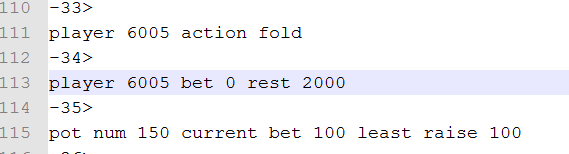 110 -33>
111 player 6005 action fold
112 -34>
113 player 6005 bet 0 rest 2000
114 -35>
115 pot num 150 current bet 100 least raise 100